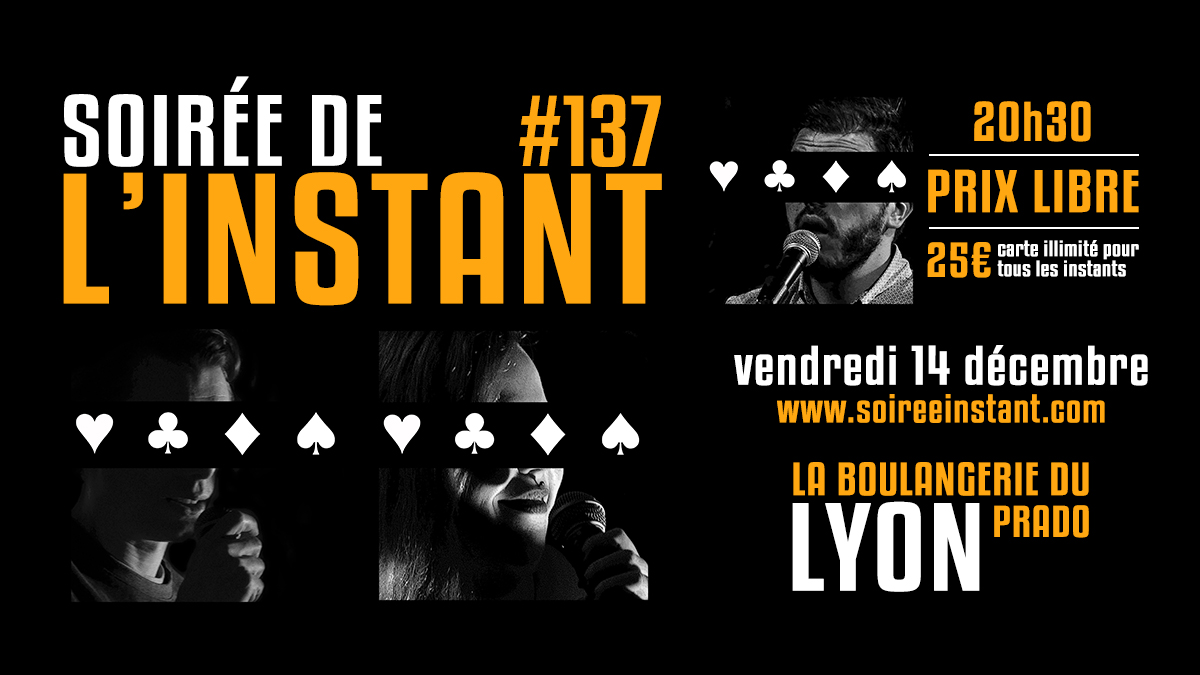 SOIRÉE DE #137
L'INSTANT
20h30
PRIX LIBRE
25€ carte illimité pour
tous les instants
vendredi 14 décembre
www.soireeinstant.com
LA BOULANGERIE DU
LYON PRADO